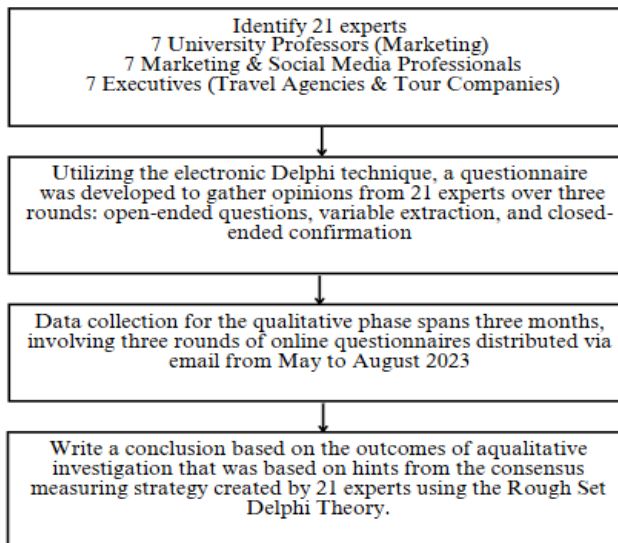 Identify 21 experts
7 University Professors (Marketing)
7 Marketing & Social Media Professionals
7 Executives (Travel Agencies & Tour Companies)
Utilizing the electronic Delphi technique, a questionnaire
was developed to gather opinions from 21 experts over three
rounds: open-ended questions, variable extraction, and closed-
ended confirmation
Data collection for the qualitative phase spans three months,
involving three rounds of online questionnaires distributed via
email from May to August 2023
Write a conclusion based on the outcomes of aqualitative
investigation that was based on hints from the consensus
measuring strategy created by 21 experts using the Rough Set
Delphi Theory.